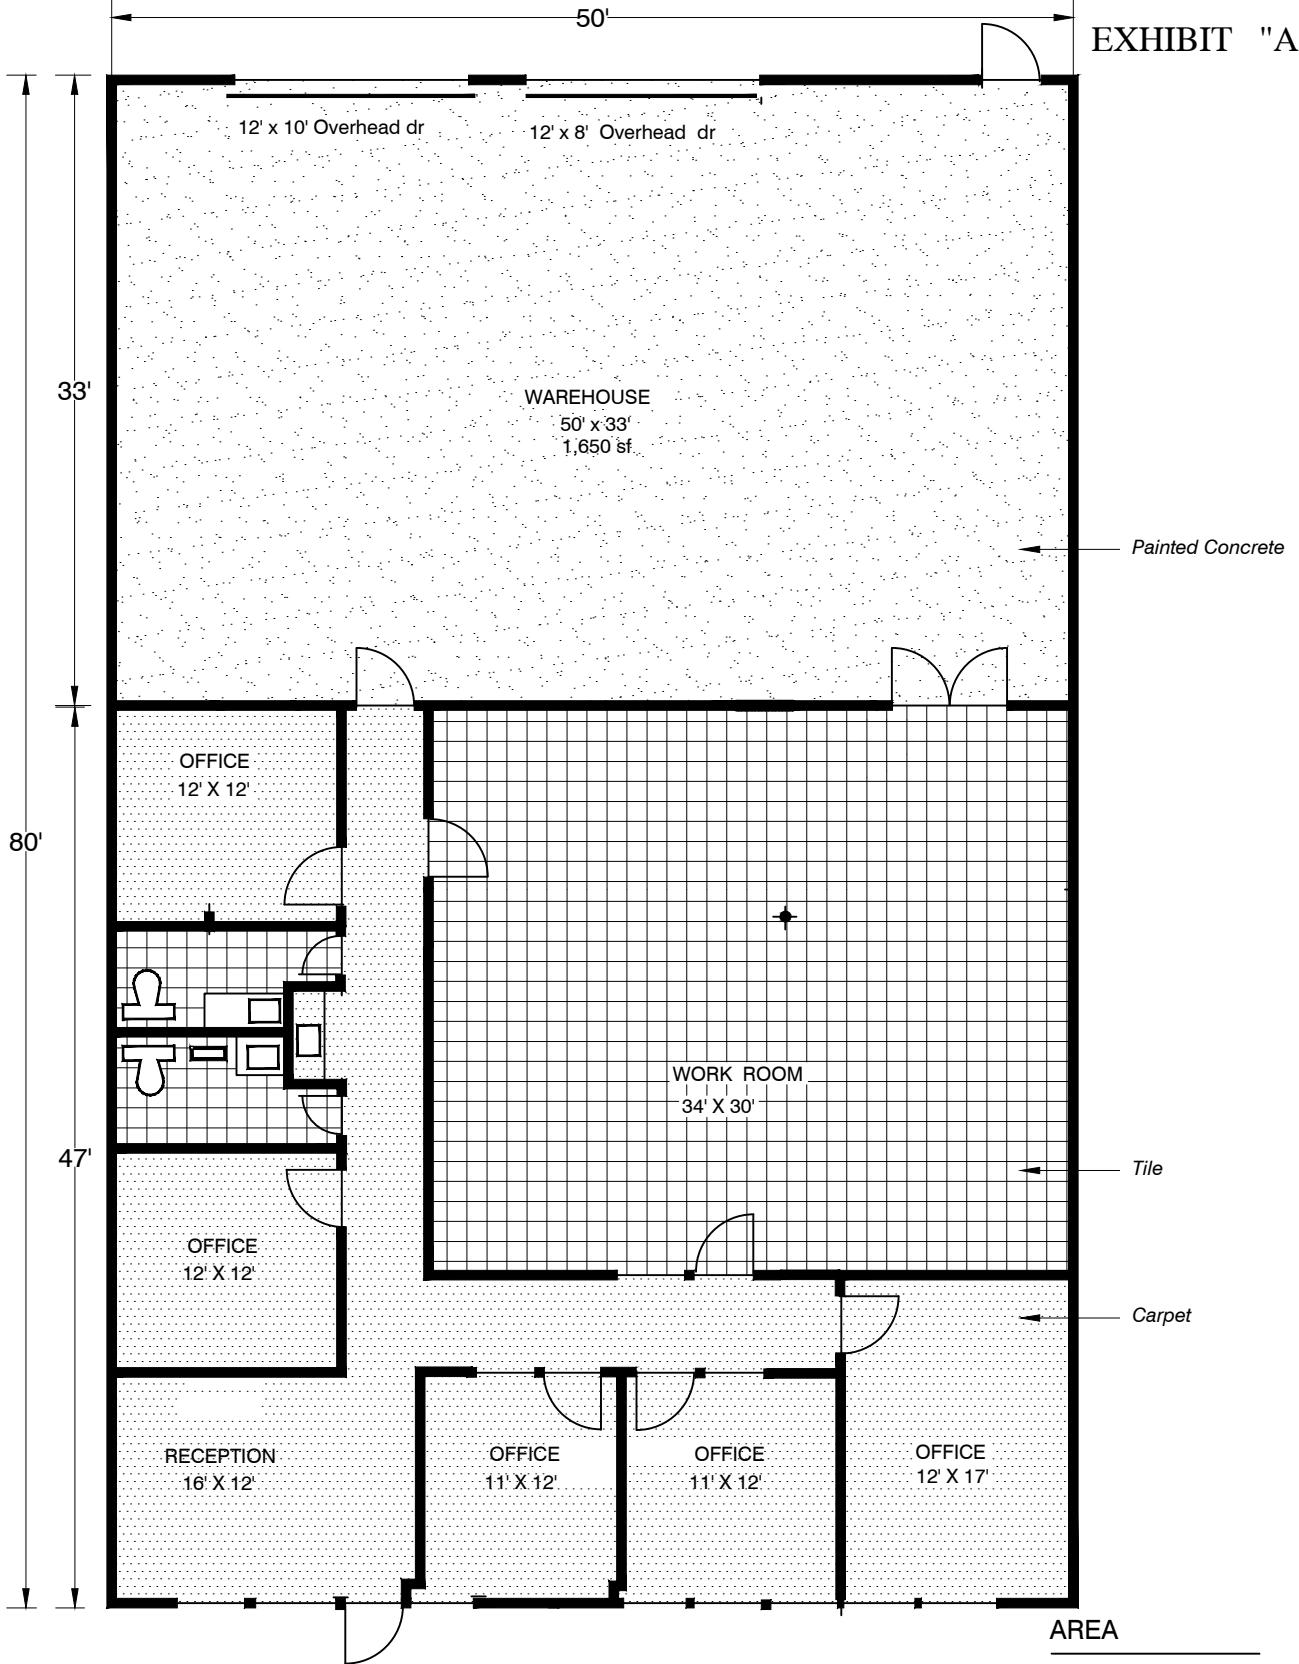 50'
EXHIBIT "A
12' x 10' Overhead dr
12' x 8' Overhead dr
33'
WAREHOUSE
50' x 33'
1,650 sf
Painted Concrete
OFFICE
12' X 12'
80'
WORK ROOM
34' X 30'
47'
Tile
OFFICE
12' X 12'
Carpet
RECEPTION
16' X 12'
OFFICE
11' X 12'
OFFICE
11' X 12'
OFFICE
12' X 17'
AREA